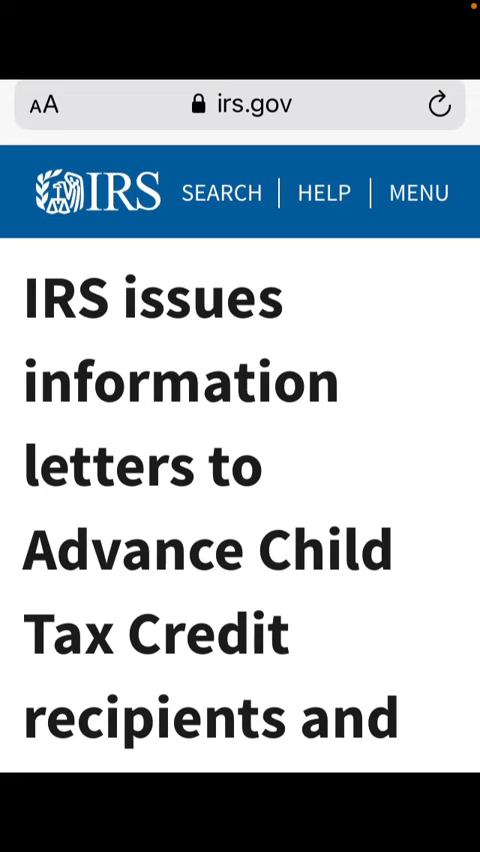 AA irs.gov
IRS SEARCH | HELP | MENU
IRS issues
information
letters to
Advance Child
Tax Credit
recipients and